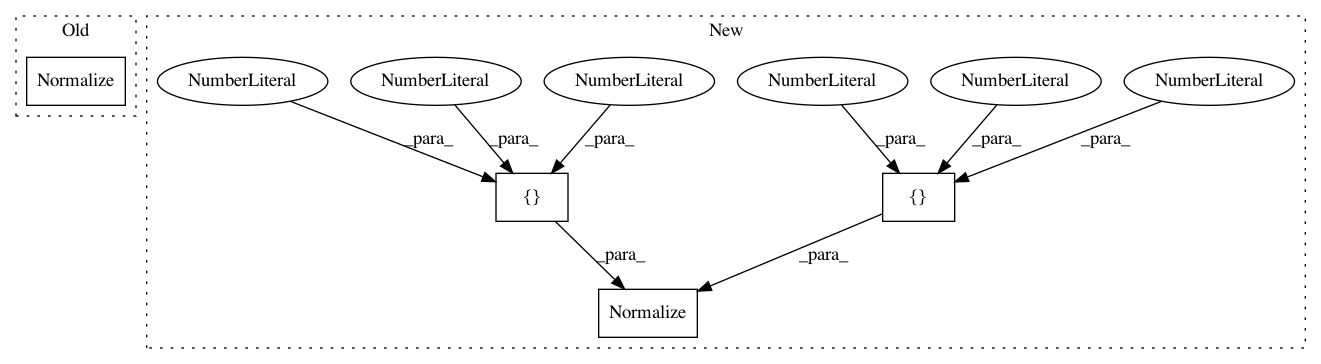 Old
New
Normalize
NumberLiteral
NumberLiteral
NumberLiteral
NumberLiteral
NumberLiteral
NumberLiteral
_para_
_para_
_para_
_para_
_para_
_para_
{}
{}
_para_
_para_
Normalize